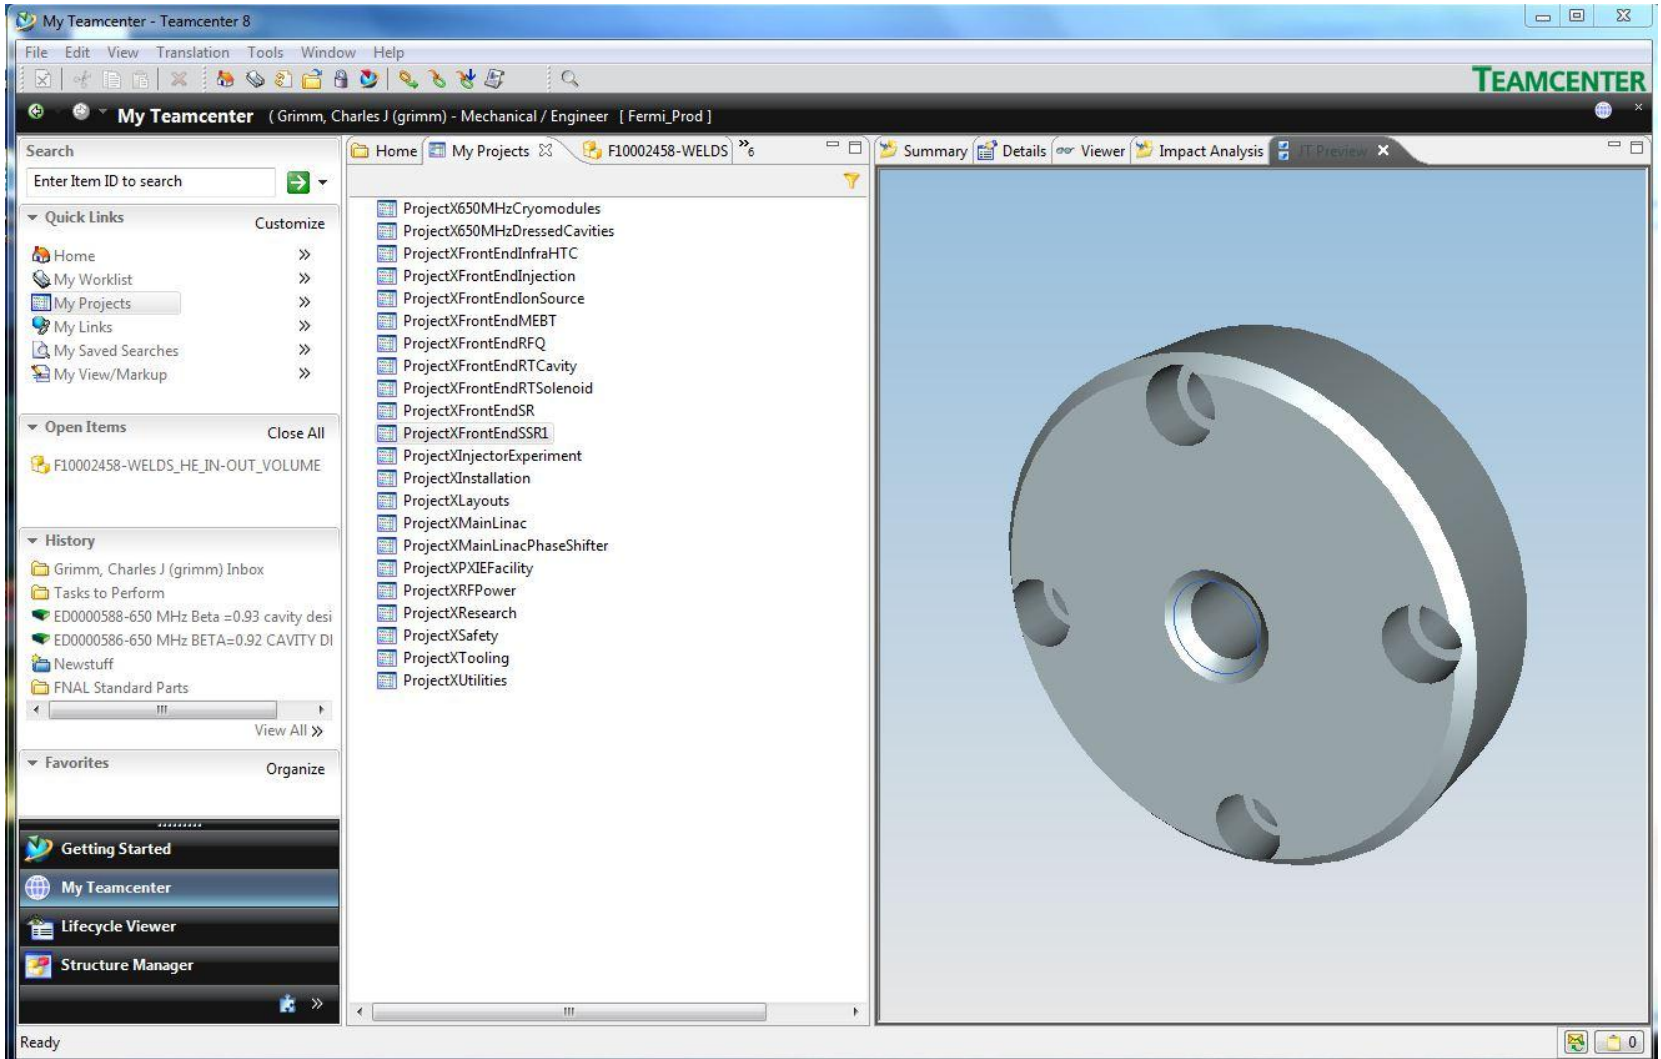 My Teamcenter - Teamcenter 8
File Edit View Translation Tools Window Help
TEAMCENTER
My Teamcenter ( Grimm, Charles J (grimm) - Mechanical / Engineer [ Fermi_Prod ]
Search
Enter Item ID to search
Quick Links Customize
Home
My Worklist
My Projects
My Links
My Saved Searches
My View/Markup
Open Items Close All
F10002458-WELDS_HE_IN-OUT_VOLUME
History
Grimm, Charles J (grimm) Inbox
Tasks to Perform
ED0000588-650 MHz Beta =0.93 cavity desi
ED0000586-650 MHz BETA=0.92 CAVITY DI
Newstuff
FNAL Standard Parts
View All »
Favorites Organize
Getting Started
My Teamcenter
Lifecycle Viewer
Structure Manager
Home My Projects F10002458-WELDS »6
ProjectX650MHzCryomodules
ProjectX650MHzDressedCavities
ProjectXFrontEndInfraHTC
ProjectXFrontEndInjection
ProjectXFrontEndIonSource
ProjectXFrontEndMEBT
ProjectXFrontEndRFQ
ProjectXFrontEndRTCavity
ProjectXFrontEndRTSolenoid
ProjectXFrontEndSR
ProjectXFrontEndSSR1
ProjectXInjectorExperiment
ProjectXInstallation
ProjectXLayouts
ProjectXMainLinac
ProjectXMainLinacPhaseShifter
ProjectXPXIEFacility
ProjectXRFPower
ProjectXResearch
ProjectXSafety
ProjectXTooling
ProjectXUtilities
Summary Details Viewer Impact Analysis JT Preview
Ready 0